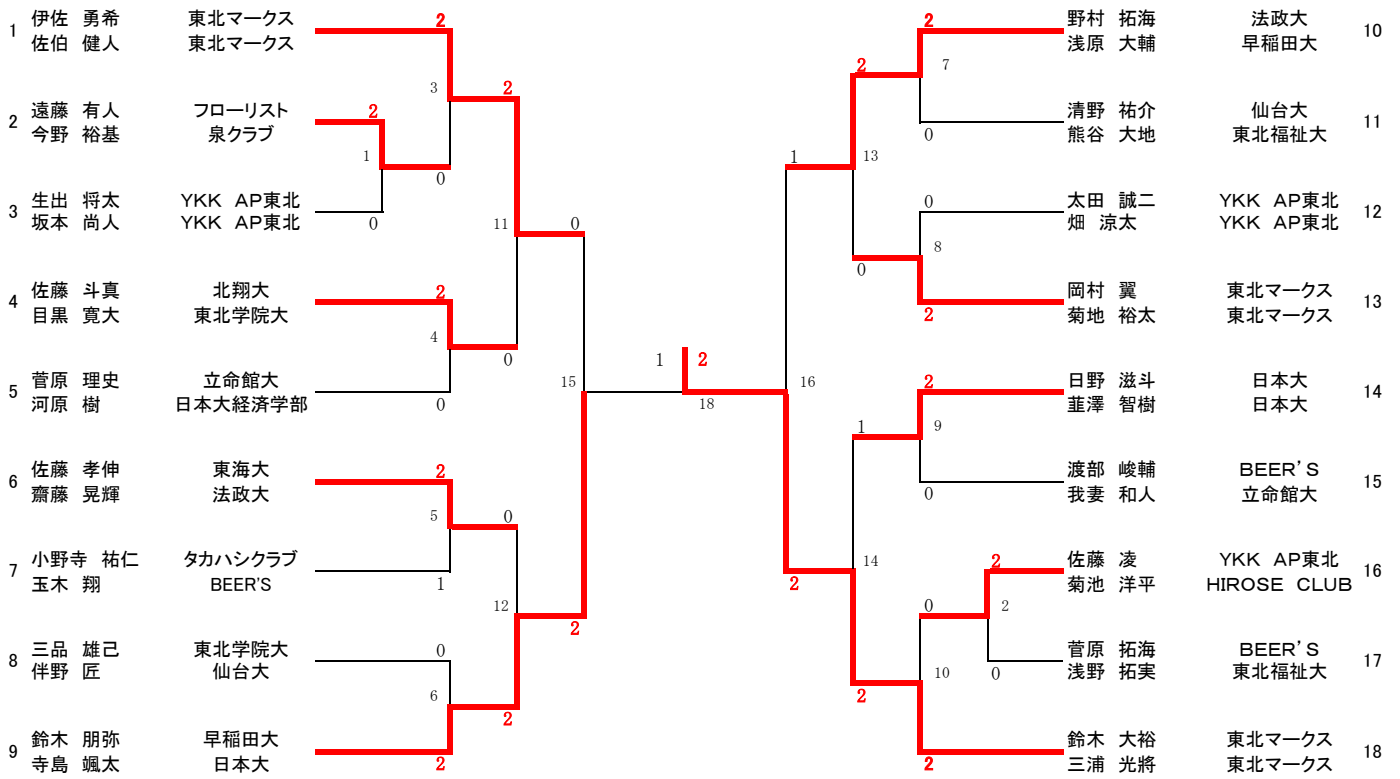 1 伊佐 勇希 東北マークス
佐伯 健人 東北マークス
2 遠藤 有人 フローリスト
今野 裕基 泉クラブ
3 生出 将太 YKK AP東北
坂本 尚人 YKK AP東北
4 佐藤 斗真 北翔大
目黒 寛大 東北学院大
5 菅原 理史 立命館大
河原 樹 日本大経済学部
6 佐藤 孝伸 東海大
齋藤 晃輝 法政大
7 小野寺 祐仁 タカハシクラブ
玉木 翔 BEER'S
8 三品 雄己 東北学院大
伴野 匠 仙台大
9 鈴木 朋弥 早稲田大
寺島 颯太 日本大
2
3
2
2
1
0
0
11
0
2
4
0
0
15
2
5
0
1
12
2
0
6
2
2
1
2
18
2
7
2
0
13
1
0
8
0
2
16
2
9
1
0
14
2
2
2
0
0
10
2
2
野村 拓海 法政大 10
浅原 大輔 早稲田大
清野 祐介 仙台大 11
熊谷 大地 東北福祉大
太田 誠二 YKK AP東北 12
畑 涼太 YKK AP東北
岡村 翼 東北マークス 13
菊地 裕太 東北マークス
日野 滋斗 日本大 14
韮澤 智樹 日本大
渡部 峻輔 BEER'S 15
我妻 和人 立命館大
佐藤 凌 YKK AP東北 16
菊池 洋平 HIROSE CLUB
菅原 拓海 BEER'S 17
浅野 拓実 東北福祉大
鈴木 大裕 東北マークス 18
三浦 光將 東北マークス